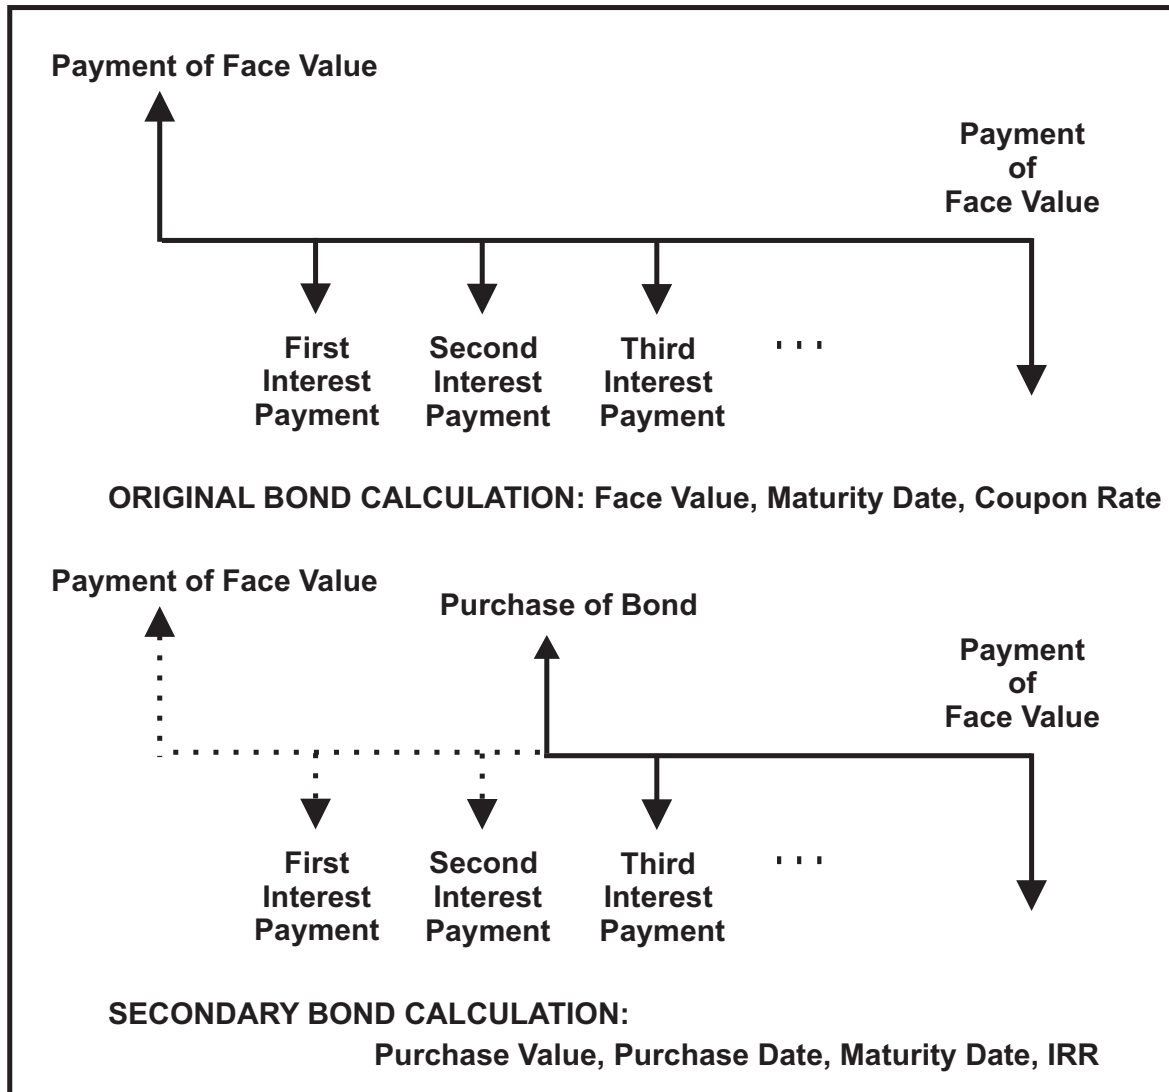 Payment of Face Value
Payment
of
Face Value
First
Interest
Payment
Second
Interest
Payment
Third
Interest
Payment
. . .
ORIGINAL BOND CALCULATION: Face Value, Maturity Date, Coupon Rate
Payment of Face Value
Purchase of Bond
Payment
of
Face Value
First
Interest
Payment
Second
Interest
Payment
Third
Interest
Payment
. . .
SECONDARY BOND CALCULATION:
Purchase Value, Purchase Date, Maturity Date, IRR